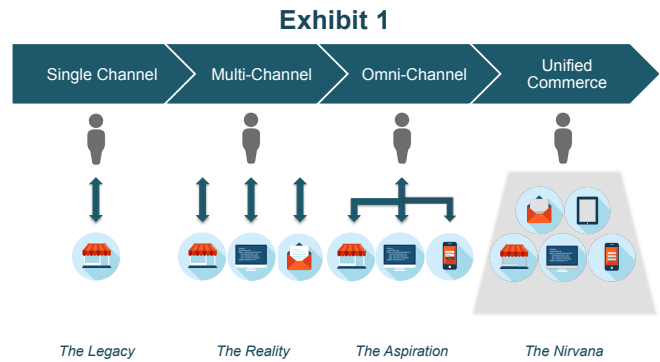 Exhibit 1
Single Channel
Multi-Channel
Omni-Channel
Unified
Commerce
The Legacy
The Reality
The Aspiration
The Nirvana